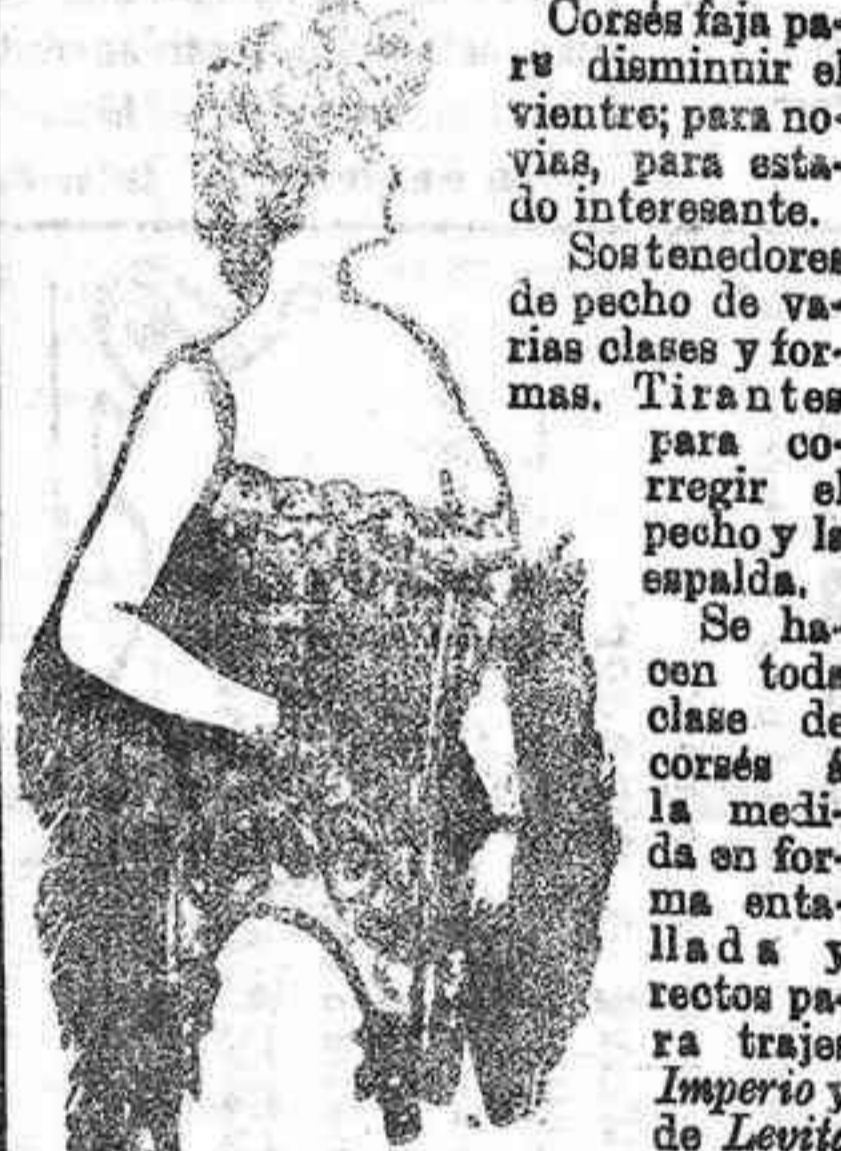 Corsés faja pa-
ra disminuir el
vientre; para no-
vias, para esta-
do interesante.
Sostenedores
de pecho de va-
rias clases y for-
mas. Tirantes
para co-
rregir el
pecho y la
espalda.
Se ha-
cen toda
clase de
corsés á
la medi-
da en for-
ma enta-
llada y
rectos pa-
ra trajes
Imperio y
de Levita